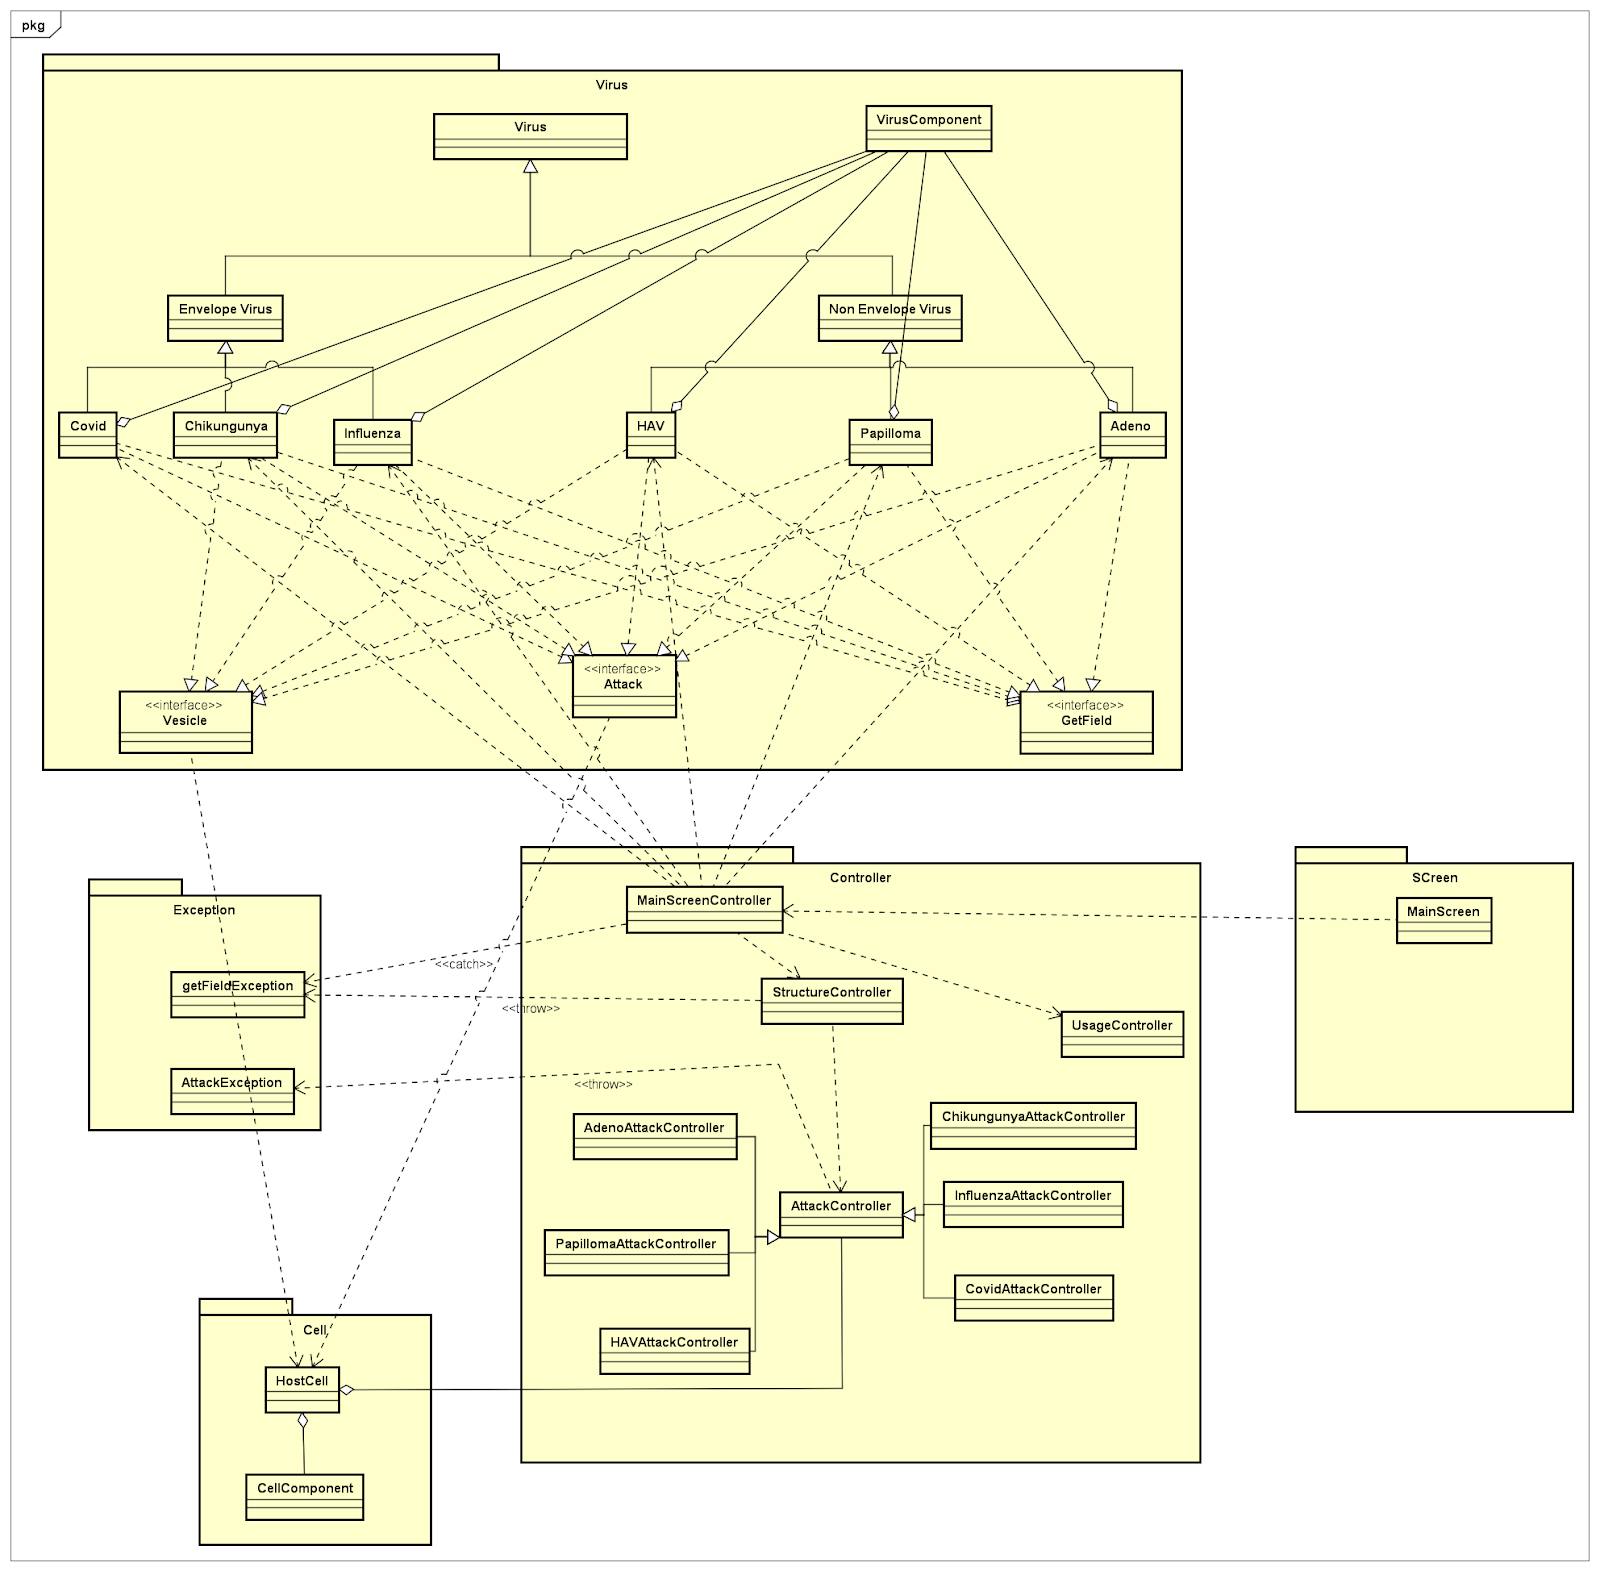 pkg
Virus
Virus
VirusComponent
Envelope Virus
Non Envelope Virus
Covid
Chikungunya
Influenza
HAV
Papilloma
Adeno
<<interface>>
Attack
<<interface>>
Vesicle
<<interface>>
GetField
Controller
SCreen
MainScreenController
MainScreen
Exception
<<catch>>
getFieldException
StructureController
<<throw>>
UsageController
AttackException
<<throw>>
AdenoAttackController
ChikungunyaAttackController
InfluenzaAttackController
AttackController
PapillomaAttackController
CovidAttackController
HAVAttackController
Cell
HostCell
CellComponent